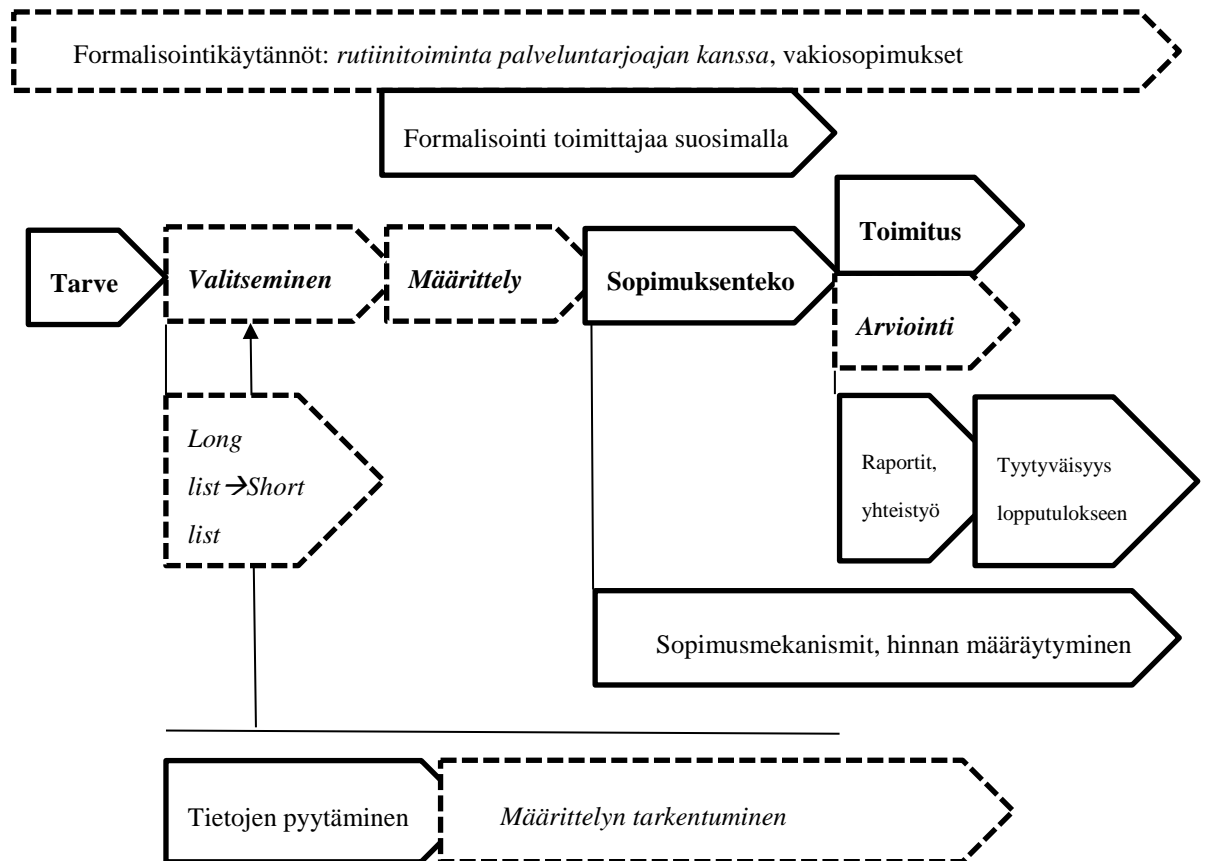 Formalisointikäytännöt: rutiinitoiminta palveluntarjoajan kanssa, vakiosopimukset
Formalisointi toimittajaa suosimalla
Tarve
Valitseminen
Määrittely
Sopimuksenteko
Toimitus
Arviointi
Long
list→Short
list
Raportit,
yhteistyö
Tyytyväisyys
lopputulokseen
Sopimusmekanismit, hinnan määräytyminen
Tietojen pyytäminen
Määrittelyn tarkentuminen